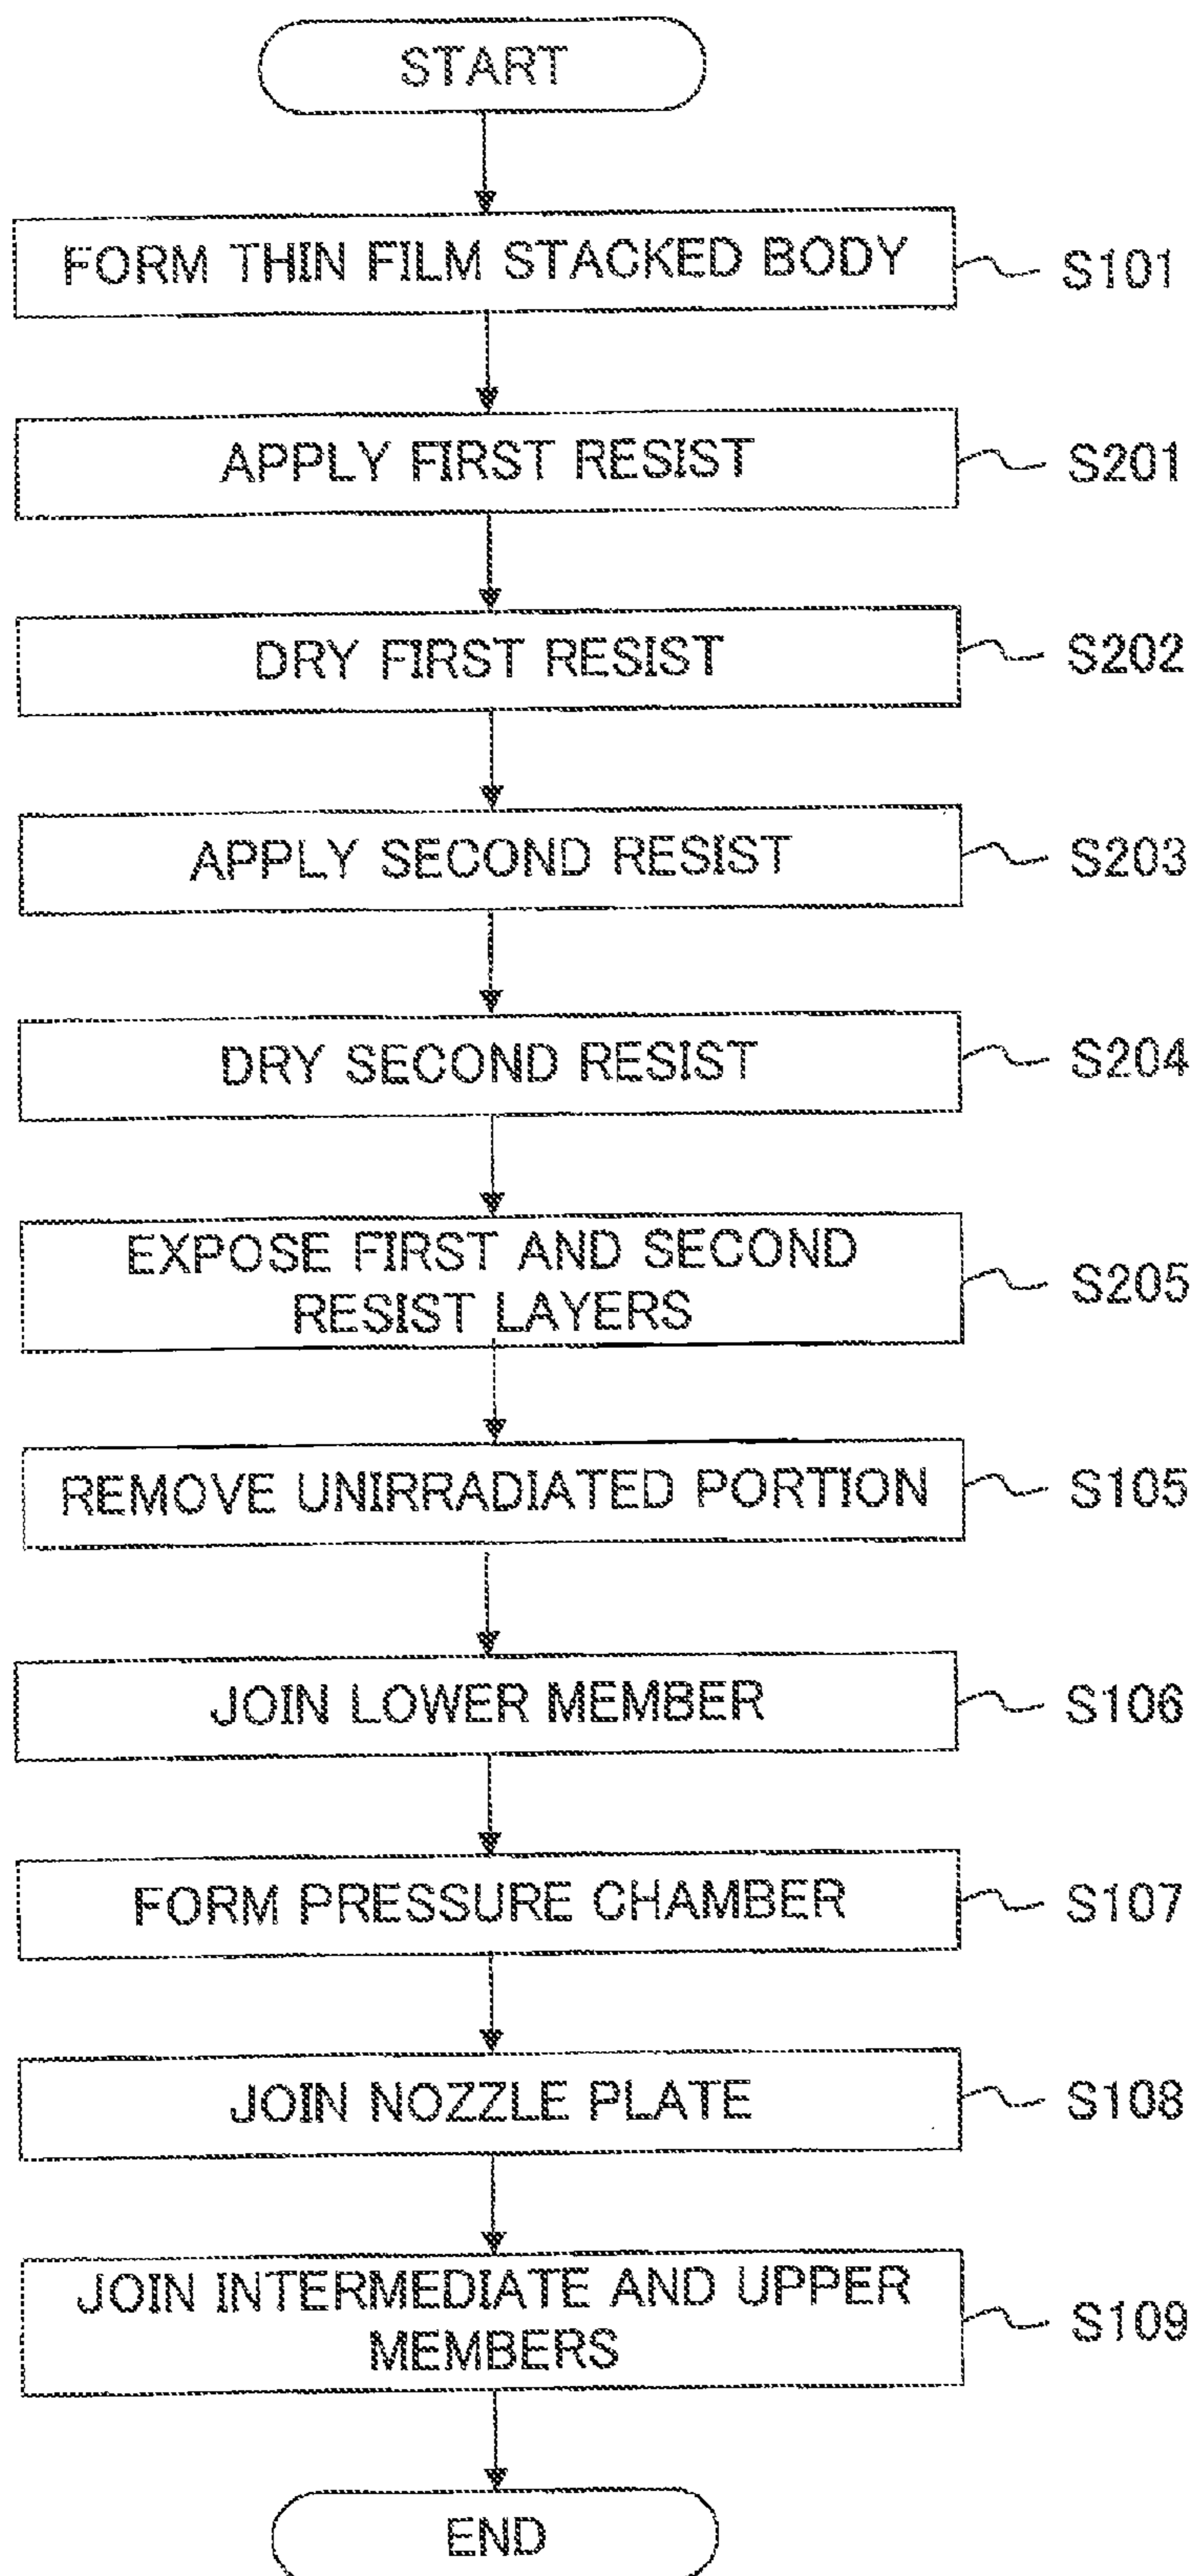 START
FORM THIN FILM STACKED BODY
S101
APPLY FIRST RESIST
S201
DRY FIRST RESIST
S202
APPLY SECOND RESIST
S203
DRY SECOND RESIST
S204
EXPOSE FIRST AND SECOND
RESIST LAYERS
S205
REMOVE UNIRRADIATED PORTION
S105
JOIN LOWER MEMBER
S106
FORM PRESSURE CHAMBER
S107
JOIN NOZZLE PLATE
S108
JOIN INTERMEDIATE AND UPPER
MEMBERS
S109
END